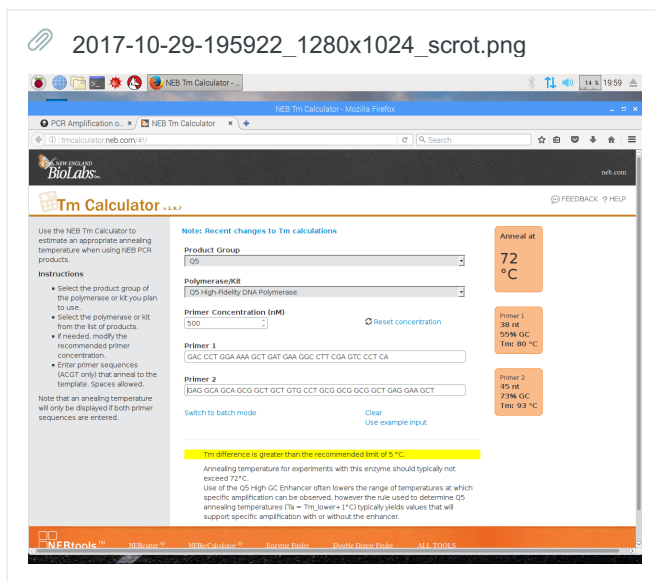 2017-10-29-195922_1280x1024_scrot.png
NEB Tm Calculator - ...
14 %
19:59
NEB Tm Calculator - Mozilla Firefox
PCR Amplification o...
NEB Tm Calculator
tmcalculator.neb.com/#!/
Search
NEW ENGLAND
BioLabs Inc.
neb.com
Tm Calculator v 1.9.7
FEEDBACK ? HELP
Use the NEB Tm Calculator to
estimate an appropriate annealing
temperature when using NEB PCR
products.
Instructions
Select the product group of
the polymerase or kit you plan
to use.
Select the polymerase or kit
from the list of products.
If needed, modify the
recommended primer
concentration.
Enter primer sequences
(ACGT only) that anneal to the
template. Spaces allowed.
Note that an annealing temperature
will only be displayed if both primer
sequences are entered.
Note: Recent changes to Tm calculations
Product Group
Q5
Polymerase/Kit
Q5 High-Fidelity DNA Polymerase
Primer Concentration (nM)
500
Reset concentration
Primer 1
GAC CCT GGA AAA GCT GAT GAA GGC CTT CGA GTC CCT CA
Primer 2
GAG GCA GCA GCG GCT GCT GTG CCT GCG GCG GCG GCT GAG GAA GCT
Switch to batch mode
Clear
Use example input
Tm difference is greater than the recommended limit of 5 °C.
Annealing temperature for experiments with this enzyme should typically not
exceed 72°C.
Use of the Q5 High GC Enhancer often lowers the range of temperatures at which
specific amplification can be observed, however the rule used to determine Q5
annealing temperatures (Ta = Tm_lower+1°C) typically yields values that will
support specific amplification with or without the enhancer.
Anneal at
72
°C
Primer 1
38 nt
55% GC
Tm: 80 °C
Primer 2
45 nt
73% GC
Tm: 93 °C
NEBtools™
NEBcutter®
NEBioCalculator®
Enzyme Finder
Double Digest Finder
ALL TOOLS